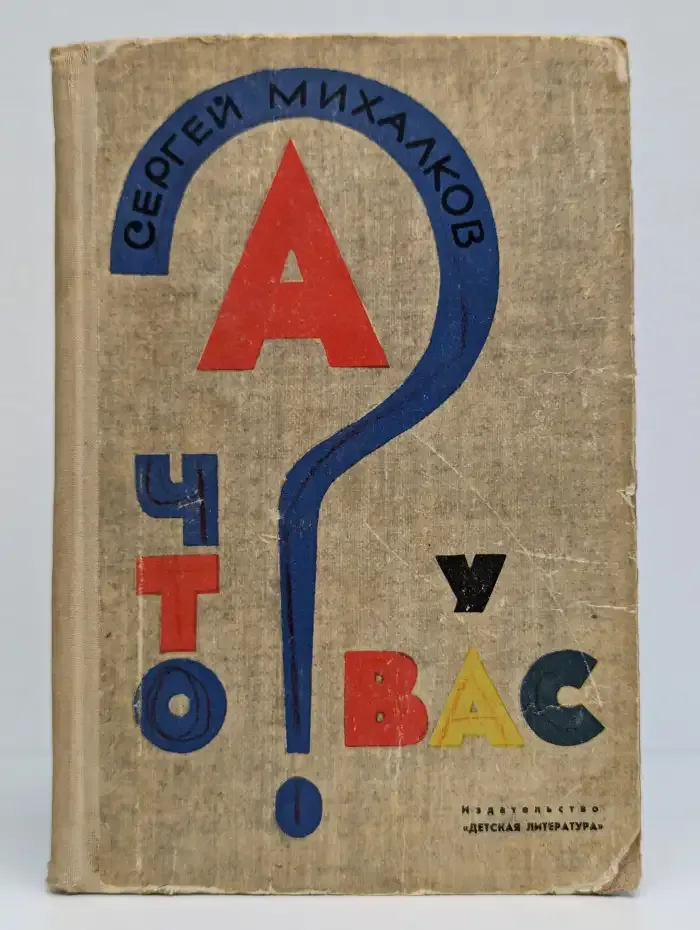 СЕРГЕЙ МИХАЛКОВ
А
ЧТО
У
ВАС
?
Издательство
«ДЕТСКАЯ ЛИТЕРАТУРА»